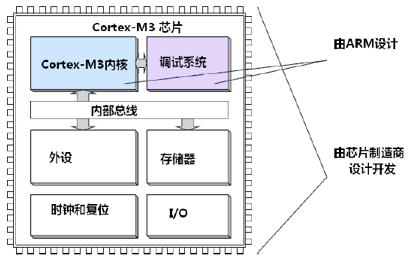 Cortex-M3 芯片
Cortex-M3内核
调试系统
内部总线
外设
存储器
时钟和复位
I/O
由ARM设计
由芯片制造商
设计开发